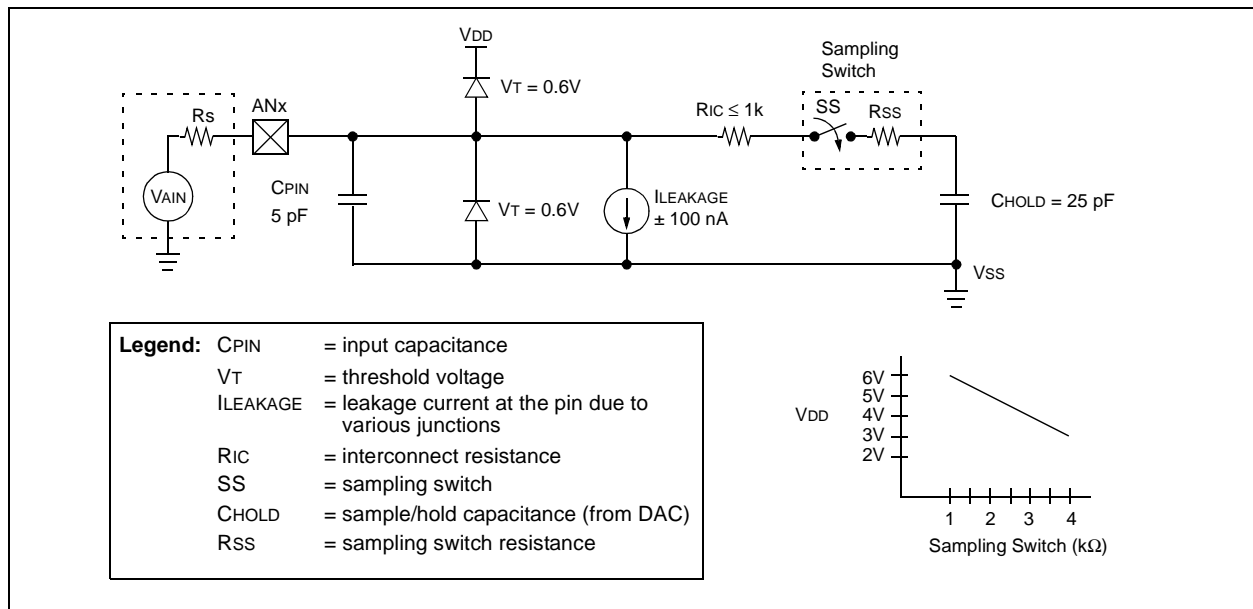 VDD
Sampling
Switch
VT = 0.6V
RS
ANx
RIC ≤ 1k
SS
RSS
VAIN
CPIN
5 pF
VT = 0.6V
ILEAKAGE
± 100 nA
CHOLD = 25 pF
VSS
Legend: CPIN = input capacitance
VT = threshold voltage
ILEAKAGE = leakage current at the pin due to
various junctions
RIC = interconnect resistance
SS = sampling switch
CHOLD = sample/hold capacitance (from DAC)
RSS = sampling switch resistance
VDD
6V
5V
4V
3V
2V
1 2 3 4
Sampling Switch (kΩ)